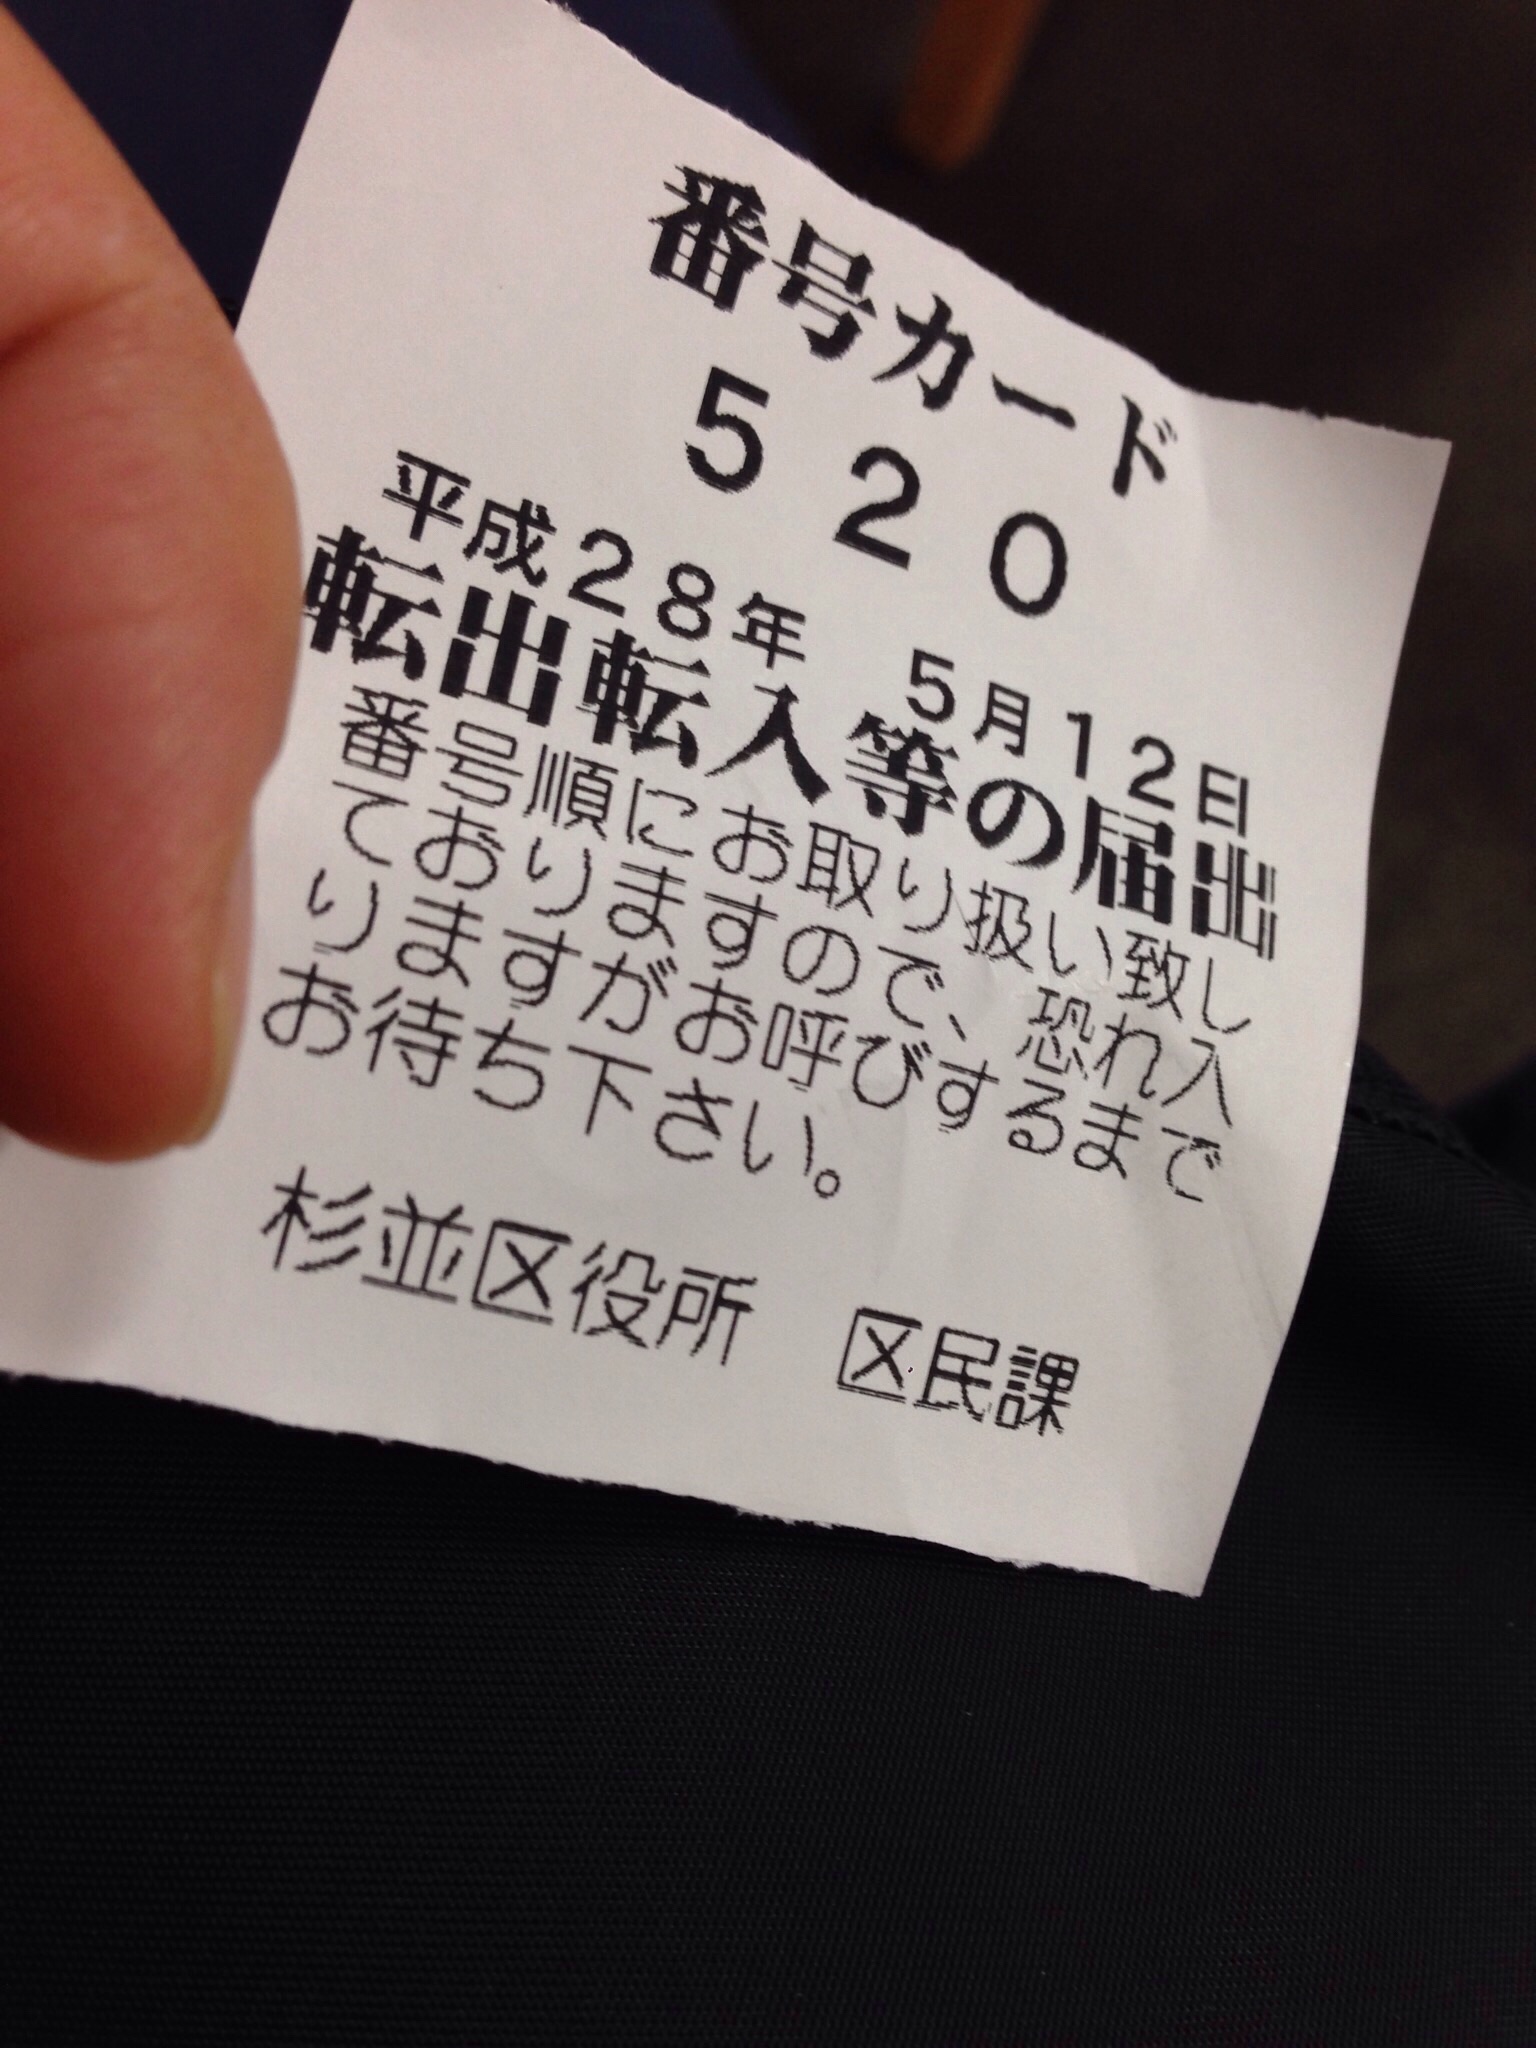 番号カード
５２０
平成２８年　５月１２日
転出転入等の届出
番号順にお取り扱い致し
ておりますので、恐れ入
りますがお呼びするまで
お待ち下さい。
杉並区役所　区民課